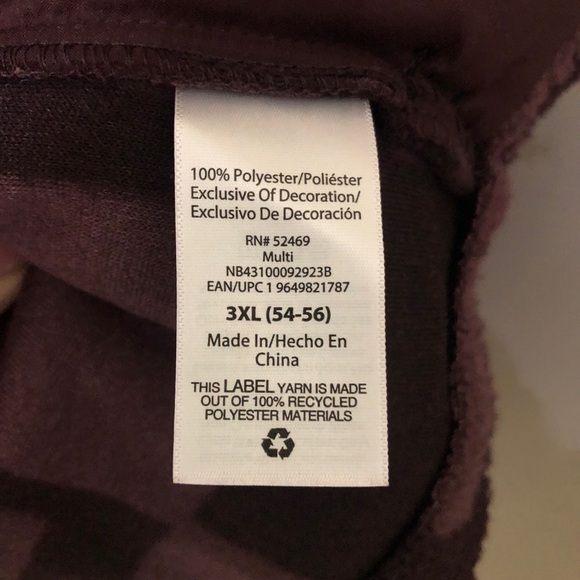 100% Polyester/Poliéster
Exclusive Of Decoration/
Exclusivo De Decoración
RN# 52469
Multi
NB43100092923B
EAN/UPC 1 9649821787
3XL (54-56)
Made In/Hecho En
China
THIS LABEL YARN IS MADE
OUT OF 100% RECYCLED
POLYESTER MATERIALS